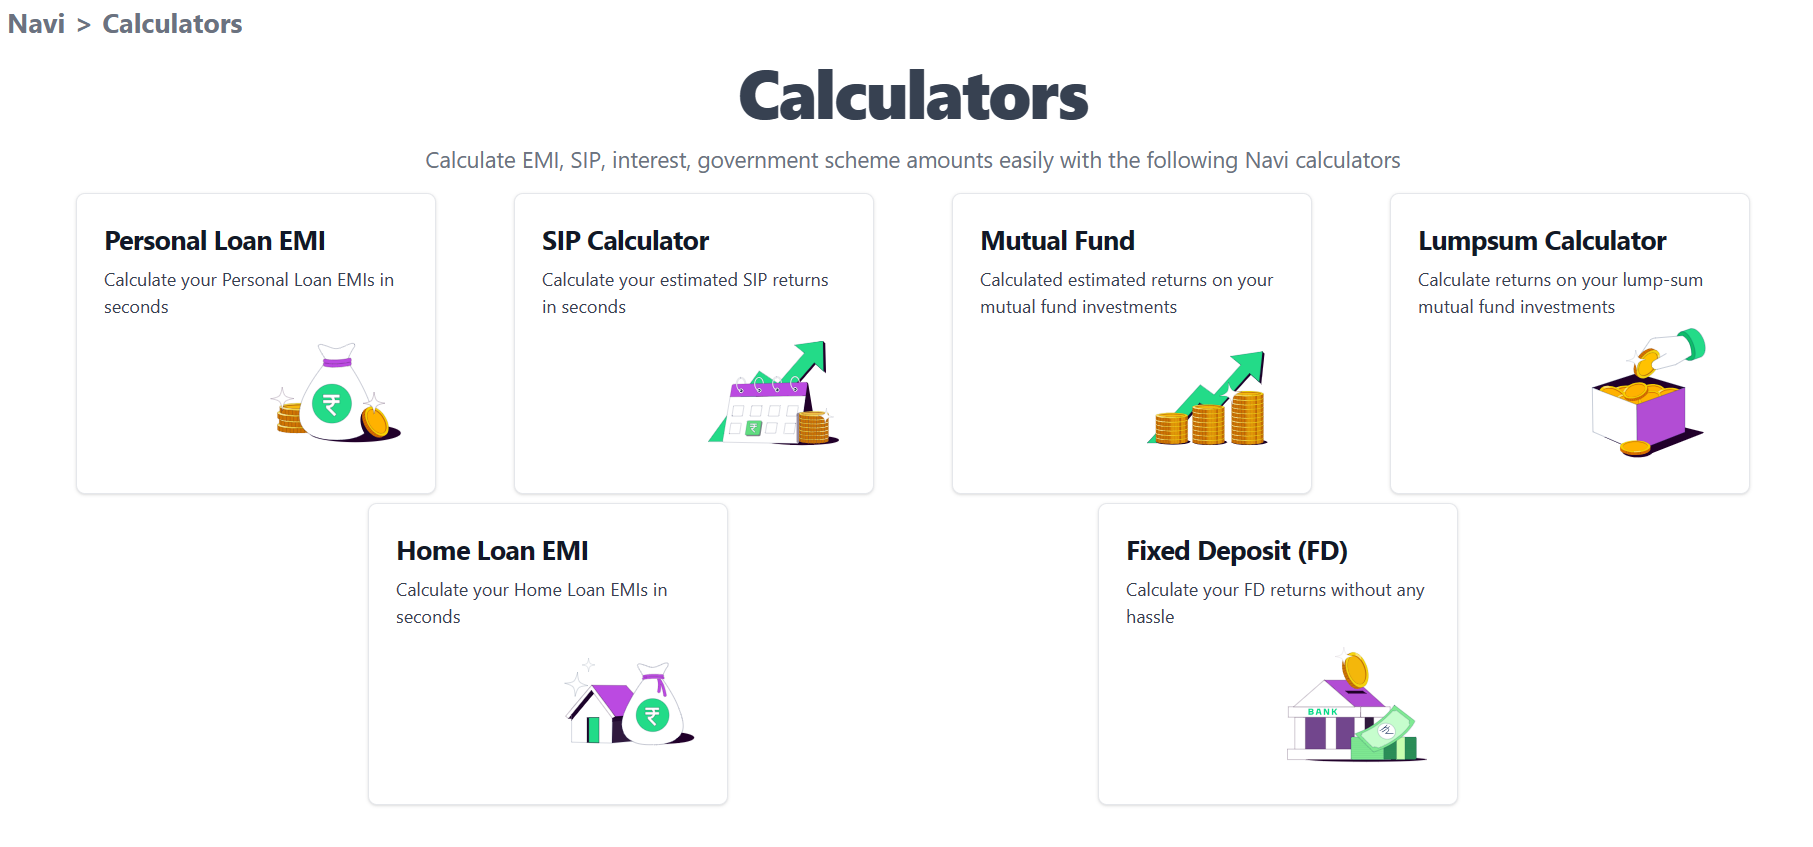 Navi > Calculators
Calculators
Calculate EMI, SIP, interest, government scheme amounts easily with the following Navi calculators
Personal Loan EMI
Calculate your Personal Loan EMIs in
seconds
₹
SIP Calculator
Calculate your estimated SIP returns
in seconds
₹
Mutual Fund
Calculated estimated returns on your
mutual fund investments
Lumpsum Calculator
Calculate returns on your lump-sum
mutual fund investments
Home Loan EMI
Calculate your Home Loan EMIs in
seconds
₹
Fixed Deposit (FD)
Calculate your FD returns without any
hassle
BANK
₹